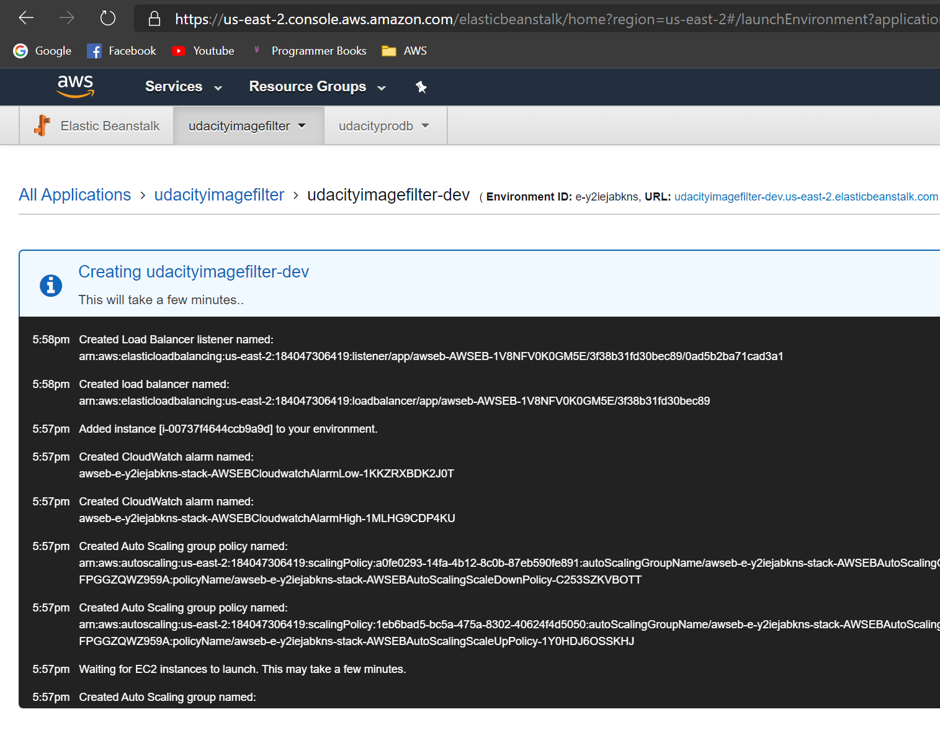 https://us-east-2.console.aws.amazon.com/elasticbeanstalk/home?region=us-east-2#/launchEnvironment?applicatio
Google Facebook Youtube Programmer Books AWS
aws Services Resource Groups
Elastic Beanstalk udacityimagefilter udacityprodb
All Applications > udacityimagefilter > udacityimagefilter-dev ( Environment ID: e-y2iejabkns, URL: udacityimagefilter-dev.us-east-2.elasticbeanstalk.com
Creating udacityimagefilter-dev
This will take a few minutes..
5:58pm Created Load Balancer listener named:
arn:aws:elasticloadbalancing:us-east-2:184047306419:listener/app/awseb-AWSEB-1V8NFV0K0GM5E/3f38b31fd30bec89/0ad5b2ba71cad3a1
5:58pm Created load balancer named:
arn:aws:elasticloadbalancing:us-east-2:184047306419:loadbalancer/app/awseb-AWSEB-1V8NFV0K0GM5E/3f38b31fd30bec89
5:57pm Added instance [i-00737f4644ccb9a9d] to your environment.
5:57pm Created CloudWatch alarm named:
awseb-e-y2iejabkns-stack-AWSEBCloudwatchAlarmLow-1KKZRXBDK2J0T
5:57pm Created CloudWatch alarm named:
awseb-e-y2iejabkns-stack-AWSEBCloudwatchAlarmHigh-1MLHG9CDP4KU
5:57pm Created Auto Scaling group policy named:
arn:aws:autoscaling:us-east-2:184047306419:scalingPolicy:a0fe0293-14fa-4b12-8c0b-87eb590fe891:autoScalingGroupName/awseb-e-y2iejabkns-stack-AWSEBAutoScalingG
FPGGZQWZ959A:policyName/awseb-e-y2iejabkns-stack-AWSEBAutoScalingScaleDownPolicy-C253SZKVBOTT
5:57pm Created Auto Scaling group policy named:
arn:aws:autoscaling:us-east-2:184047306419:scalingPolicy:1eb6bad5-bc5a-475a-8302-40624f4d5050:autoScalingGroupName/awseb-e-y2iejabkns-stack-AWSEBAutoScaling
FPGGZQWZ959A:policyName/awseb-e-y2iejabkns-stack-AWSEBAutoScalingScaleUpPolicy-1Y0HDJ6OSSKHJ
5:57pm Waiting for EC2 instances to launch. This may take a few minutes.
5:57pm Created Auto Scaling group named: